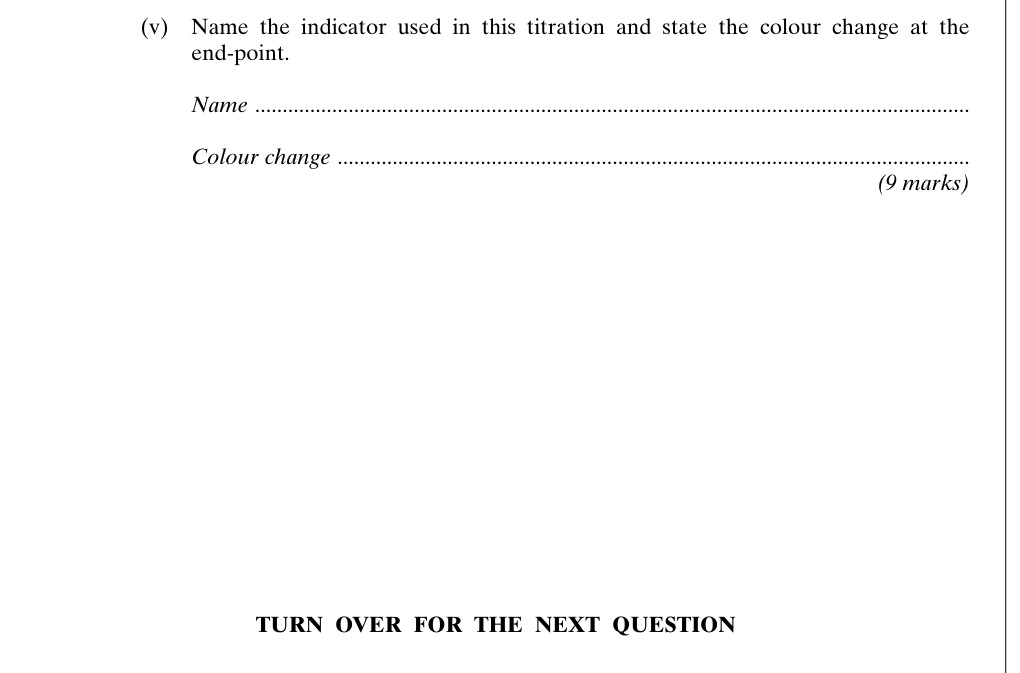 (v) Name the indicator used in this titration and state the colour change at the
end-point.
Name ..........................................................................................................................................
Colour change ..........................................................................................................................
(9 marks)
TURN OVER FOR THE NEXT QUESTION